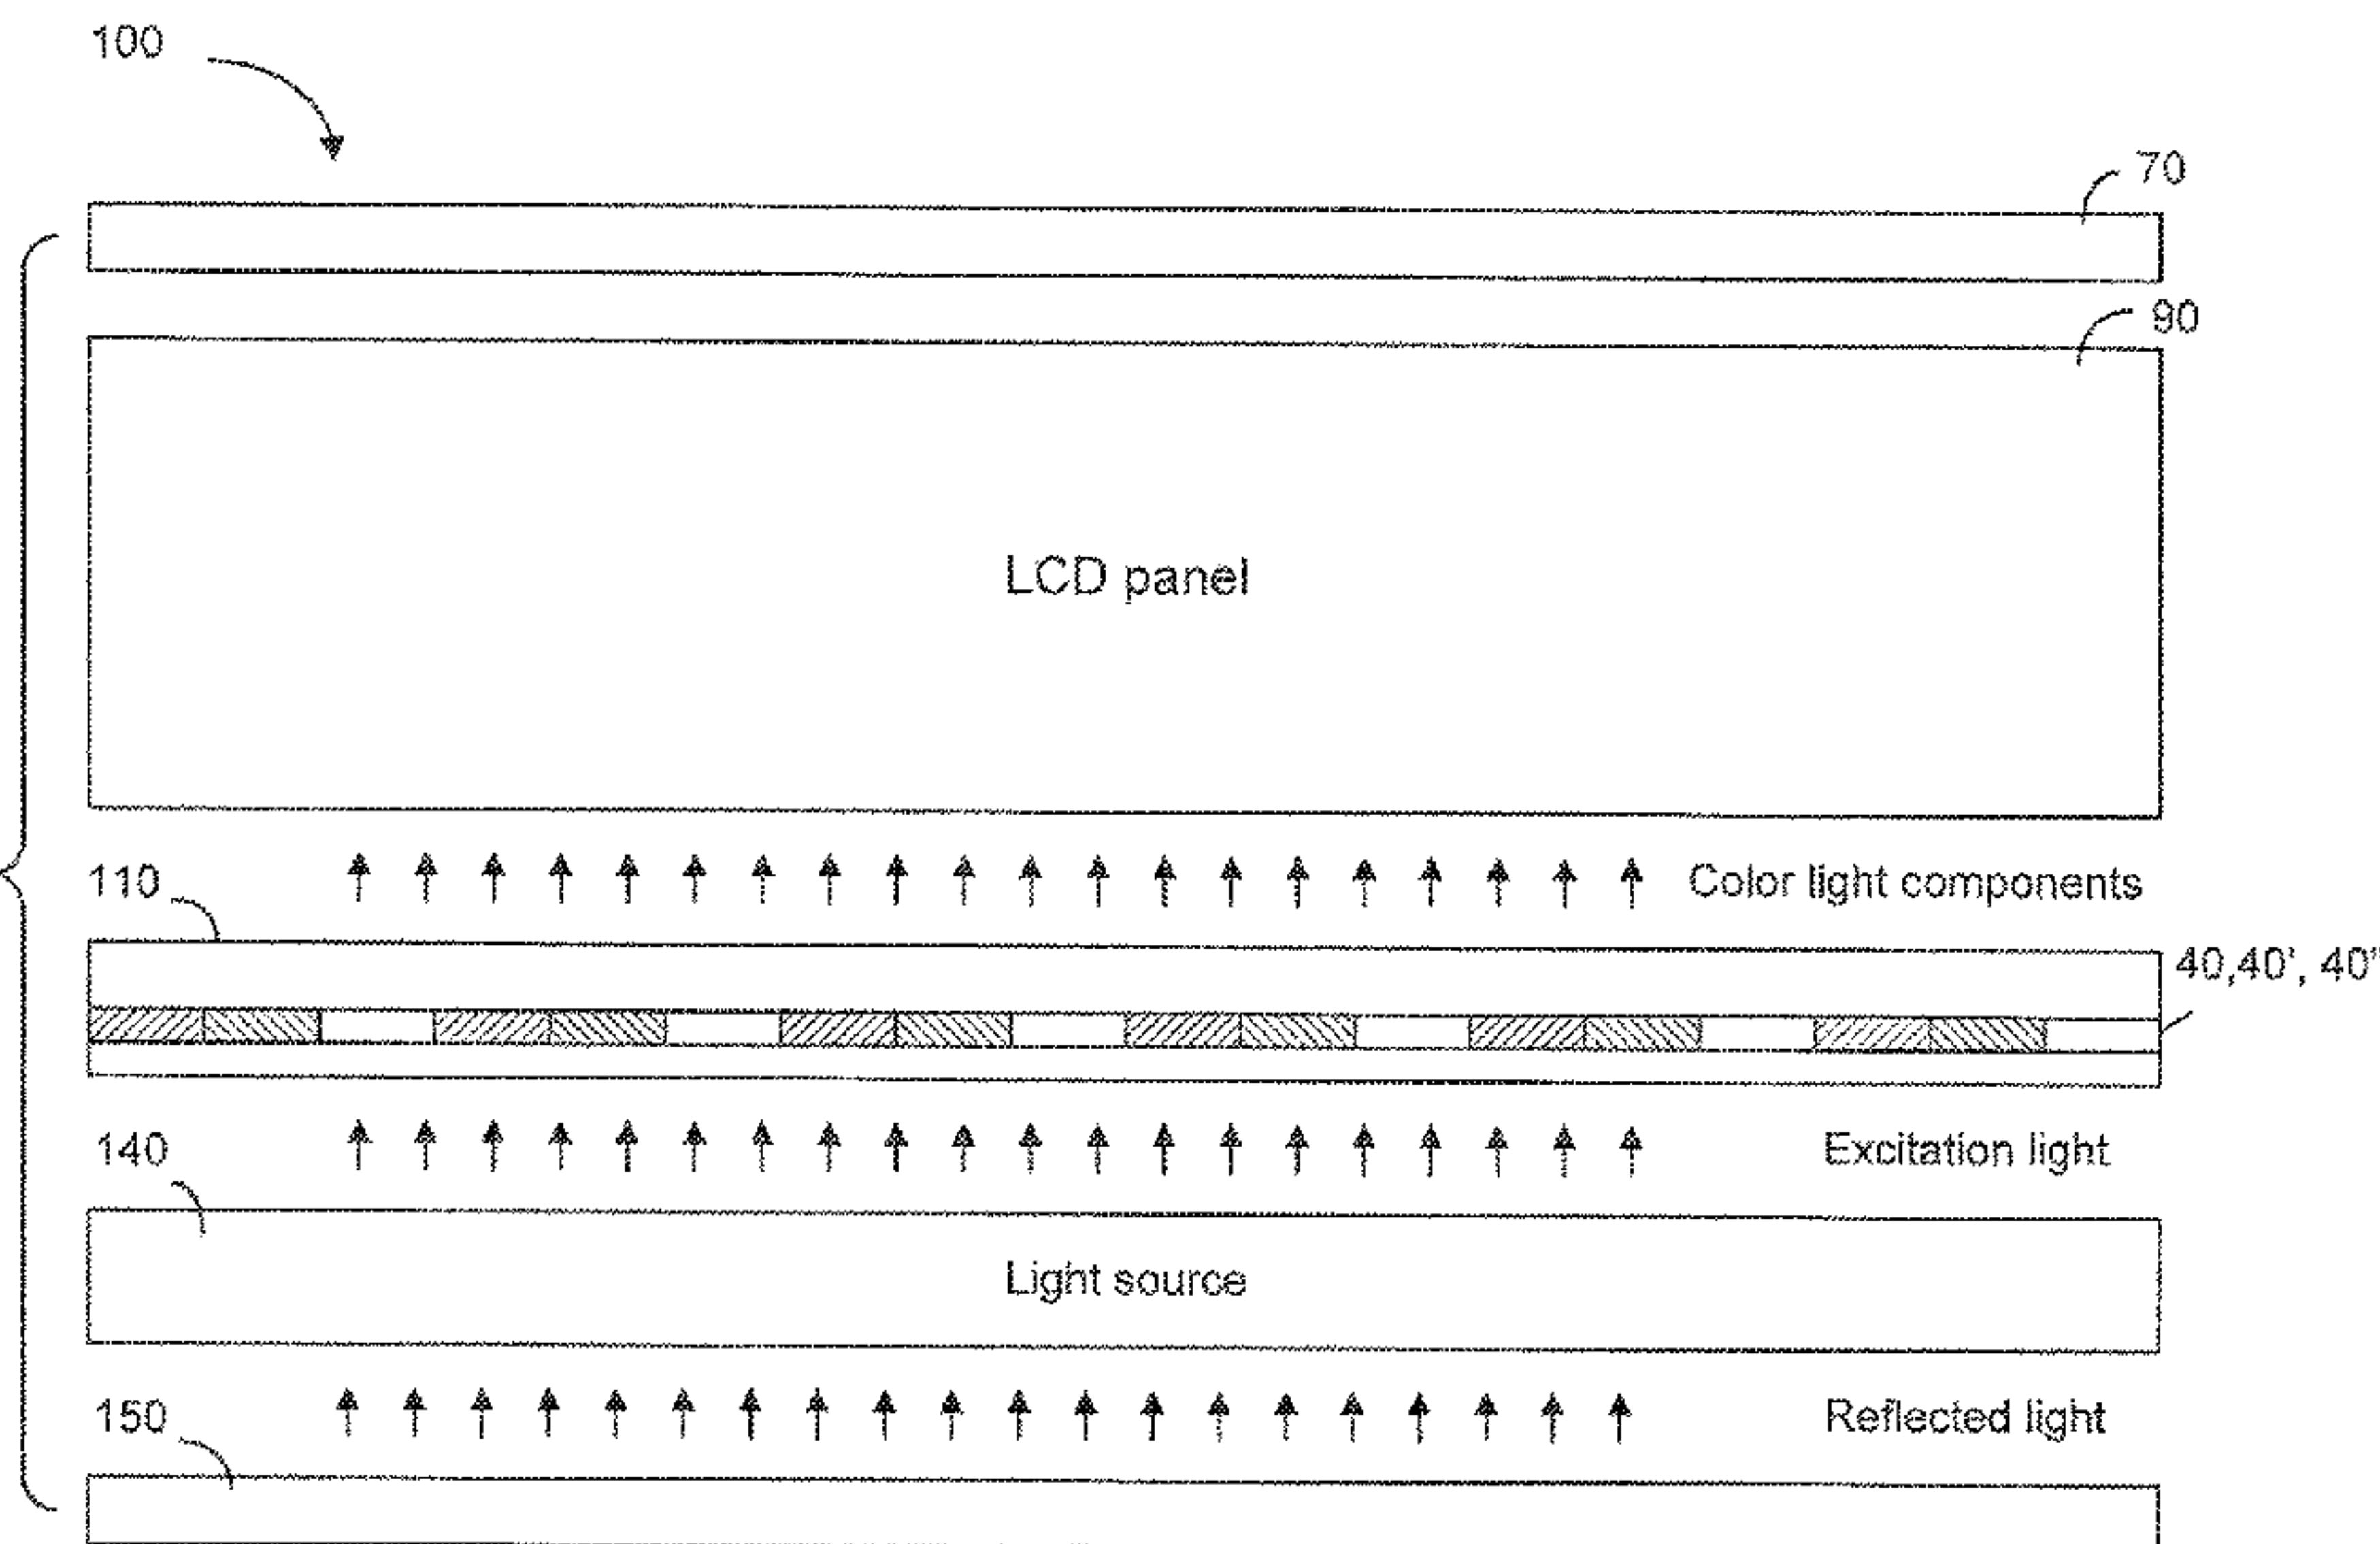 100
70
90
LCD panel
110
Color light components
40,40', 40"
140
Excitation light
Light source
150
Reflected light